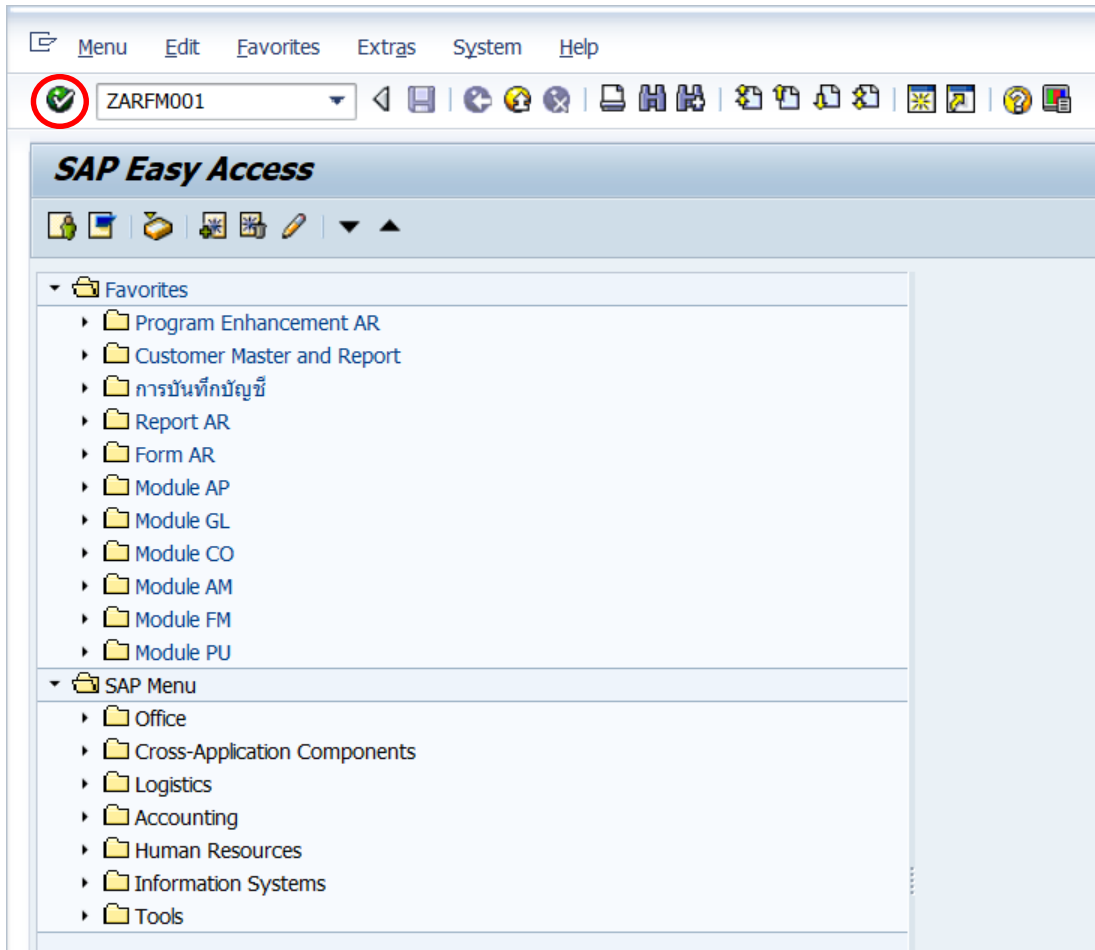 Menu Edit Favorites Extras System Help
ZARFM001
SAP Easy Access
Favorites
Program Enhancement AR
Customer Master and Report
การบันทึกบัญชี
Report AR
Form AR
Module AP
Module GL
Module CO
Module AM
Module FM
Module PU
SAP Menu
Office
Cross-Application Components
Logistics
Accounting
Human Resources
Information Systems
Tools